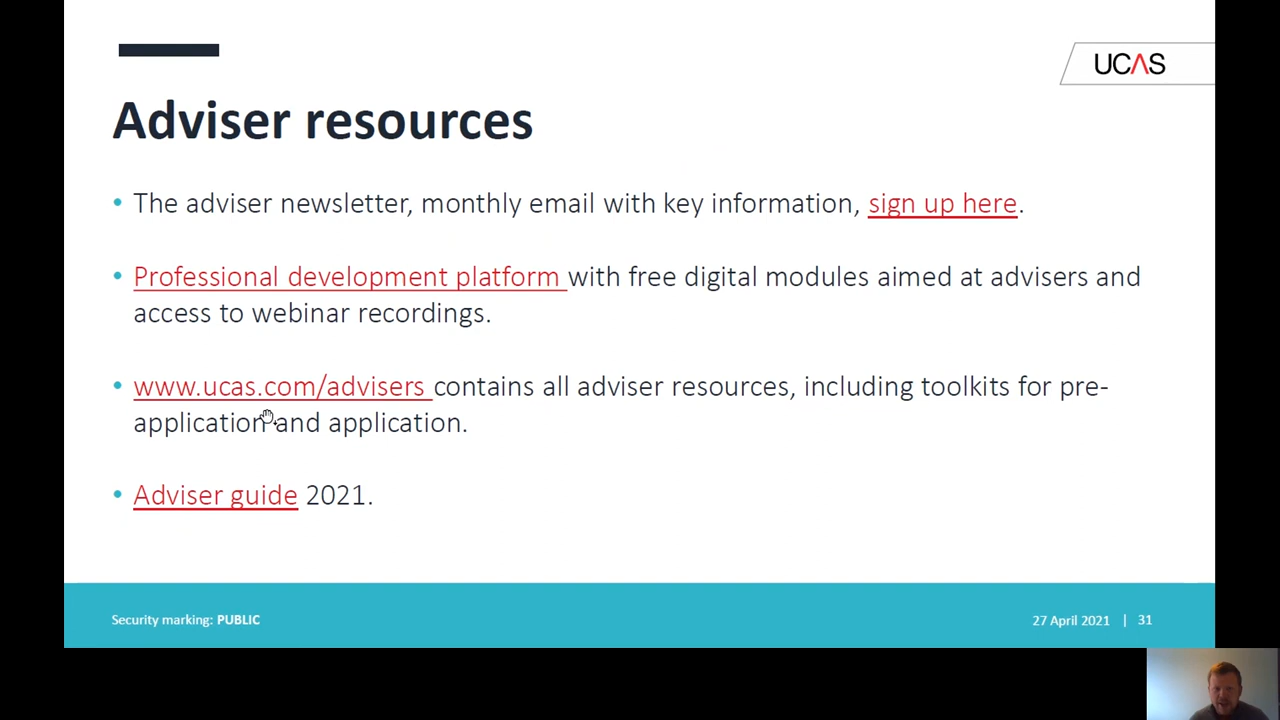 UCAS
Adviser resources
• The adviser newsletter, monthly email with key information, sign up here.
• Professional development platform with free digital modules aimed at advisers and
access to webinar recordings.
• www.ucas.com/advisers contains all adviser resources, including toolkits for pre-
application and application.
• Adviser guide 2021.
Security marking: PUBLIC
27 April 2021 | 31